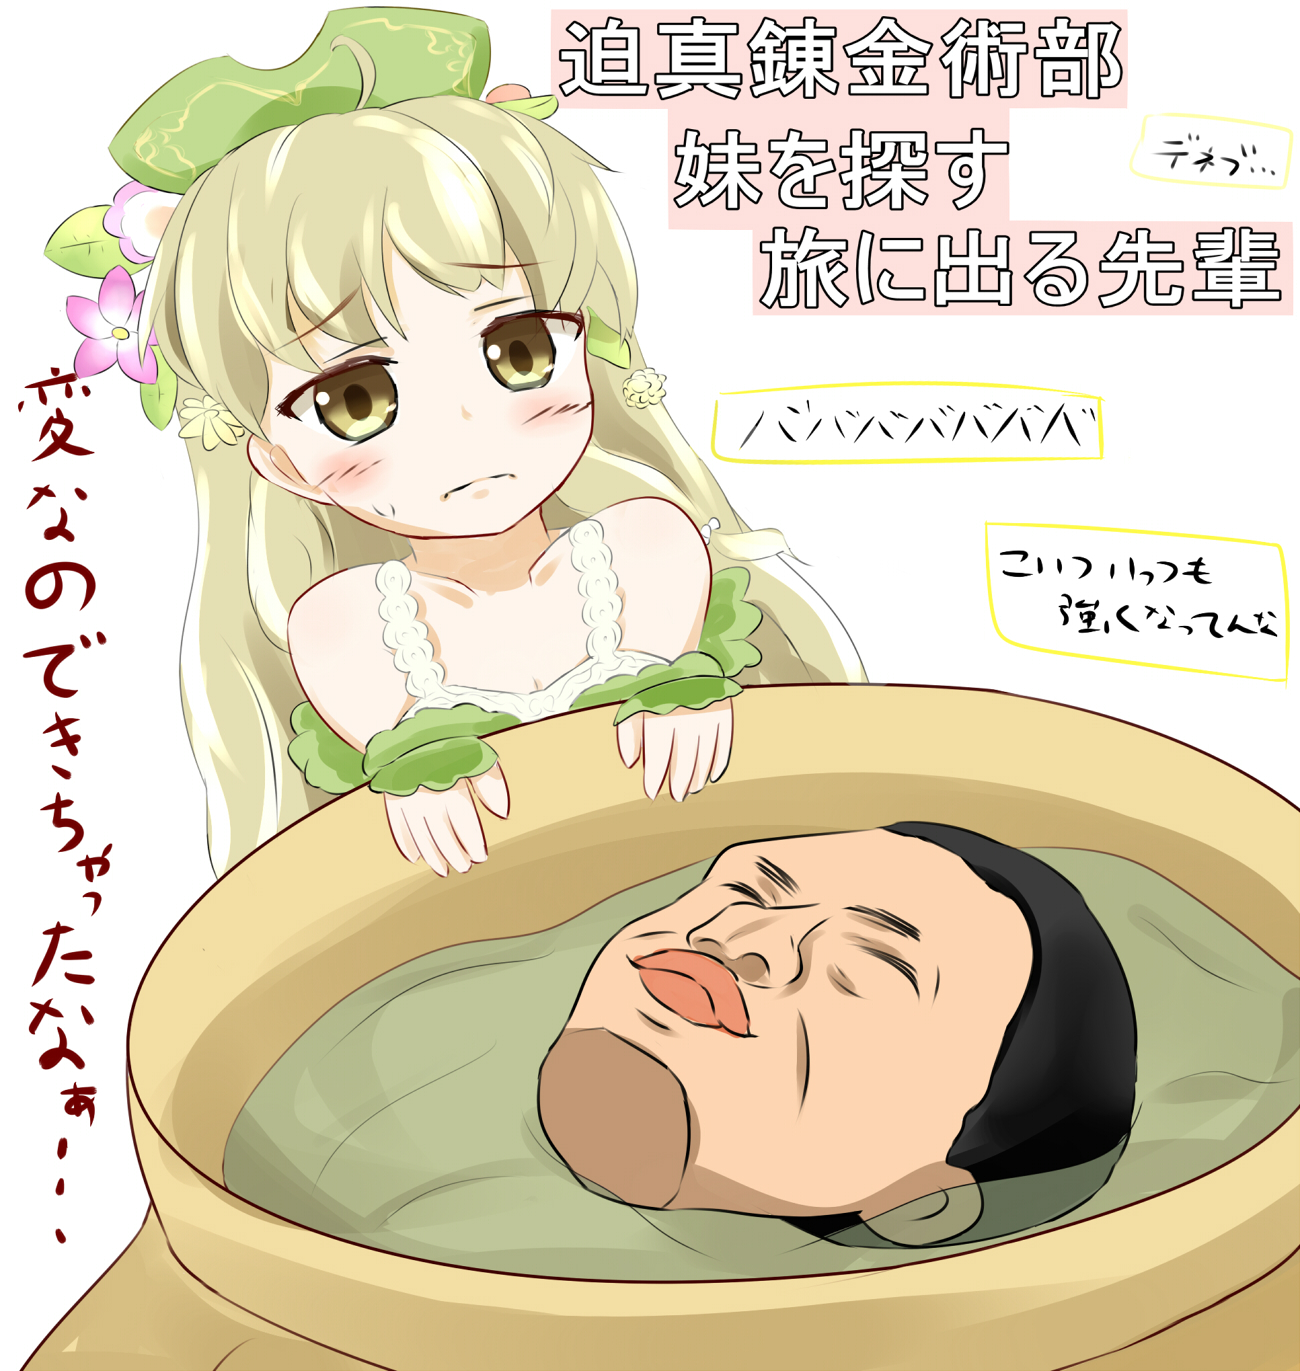 迫真錬金術部
妹を探す
旅に出る先輩
デネブ…
バババババババ
こいついっつも
強くなってんな
変なのできちゃったなぁ…...